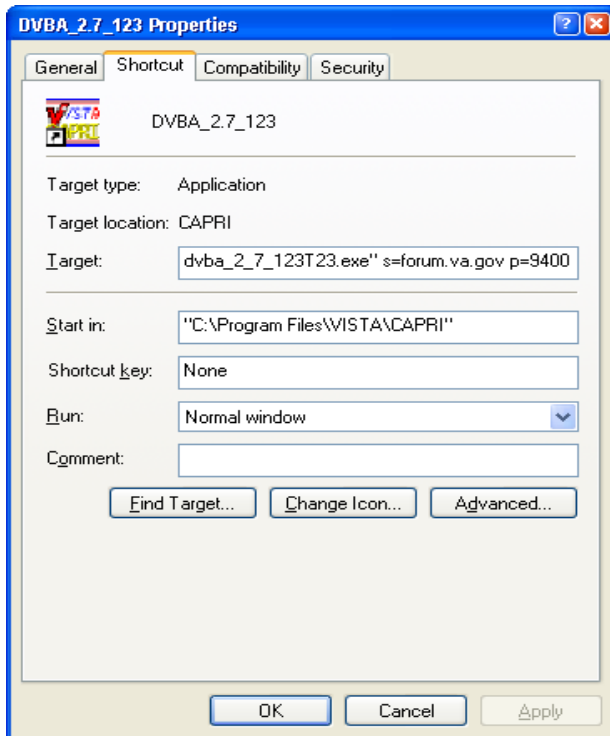 DVBA_2.7_123 Properties
General Shortcut Compatibility Security
VISTA
PRI
DVBA_2.7_123
Target type: Application
Target location: CAPRI
Target: dvba_2_7_123T23.exe" s=forum.va.gov p=9400
Start in: "C:\Program Files\VISTA\CAPRI"
Shortcut key: None
Run: Normal window
Comment:
Find Target... Change Icon... Advanced...
OK Cancel Apply